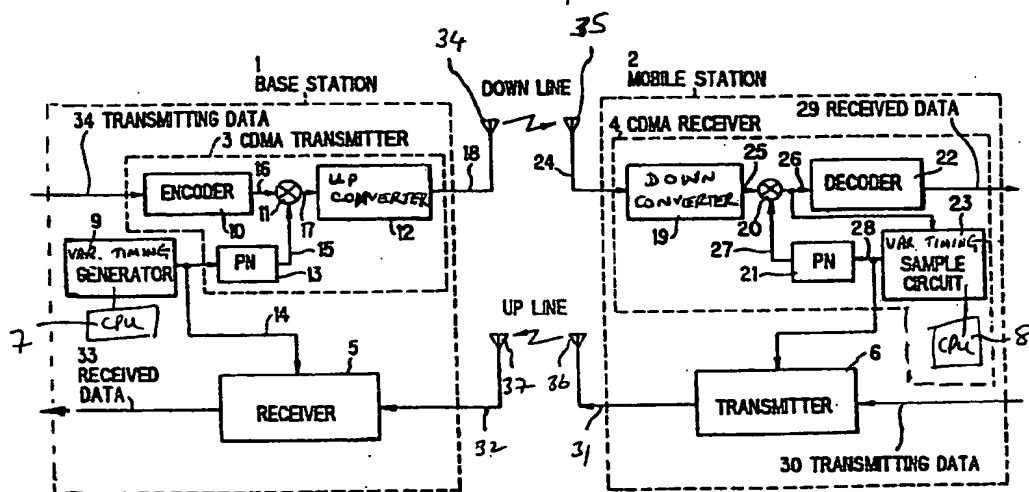 34
35
1
BASE STATION
DOWN LINE
2
MOBILE STATION
34 TRANSMITTING DATA
29 RECEIVED DATA
3 CDMA TRANSMITTER
4 CDMA RECEIVER
ENCODER
16
11
17
UP
CONVERTER
18
24
DOWN
CONVERTER
25
26
DECODER
22
10
12
19
20
23
9
VAR. TIMING
GENERATOR
15
PN
13
27
21
PN
28
VAR. TIMING
SAMPLE
CIRCUIT
7
CPU
14
UP LINE
CPU
8
33
RECEIVED
DATA
5
RECEIVER
37
36
6
TRANSMITTER
32
31
30 TRANSMITTING DATA